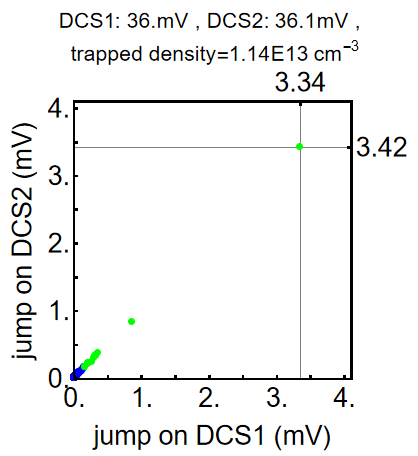 DCS1: 36.mV , DCS2: 36.1mV ,
trapped density=1.14E13 cm⁻³
3.34
4.
3.42
3.
2.
1.
0.
jump on DCS2 (mV)
0. 1. 2. 3. 4.
jump on DCS1 (mV)